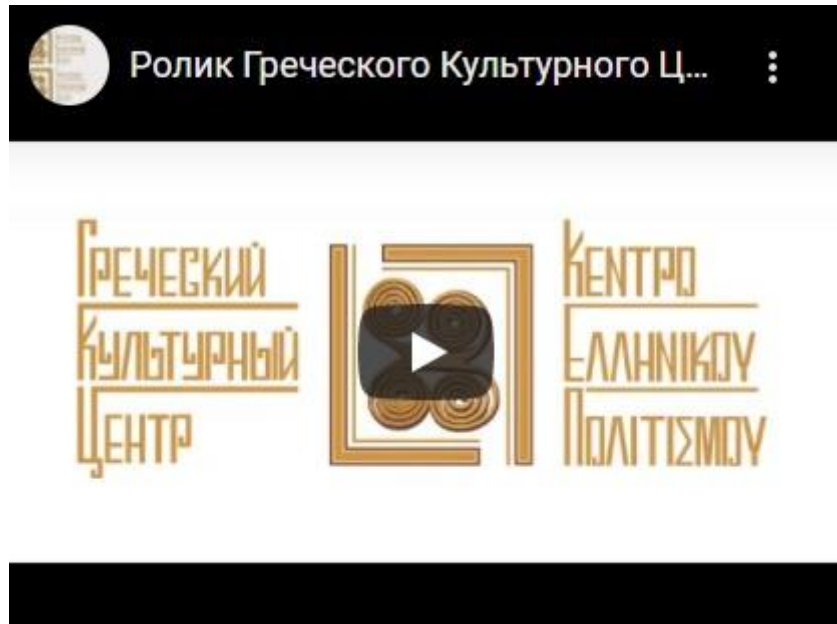 Ролик Греческого Культурного Ц...
Греческий
Культурный
Центр
Κεντρο
Ελληνικου
Πολιτισμου